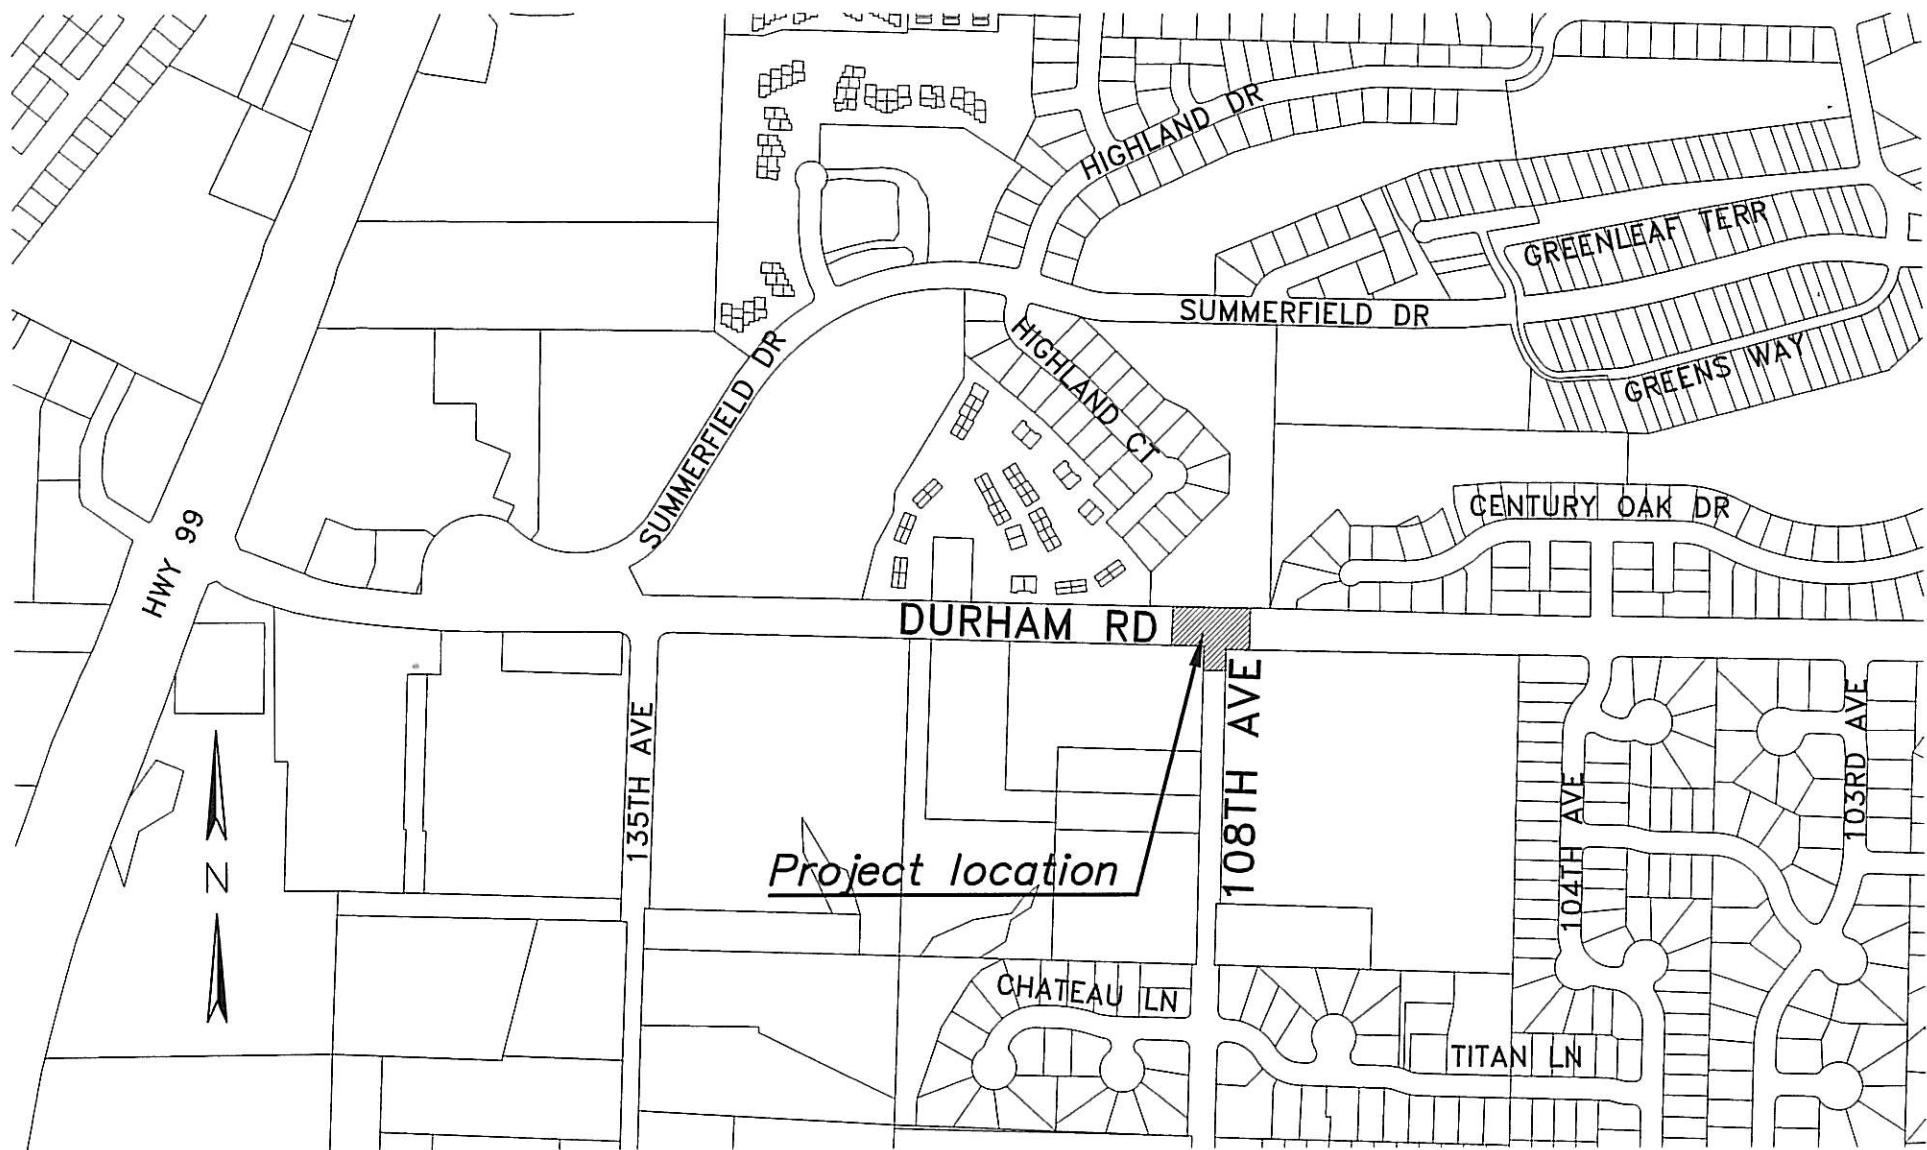 HIGHLAND DR
GREENLEAF TERR
SUMMERFIELD DR
HIGHLAND CT
GREENS WAY
SUMMERFIELD DR
CENTURY OAK DR
HWY 99
DURHAM RD
108TH AVE
135TH AVE
103RD AVE
104TH AVE
Project location
N
CHATEAU LN
TITAN LN